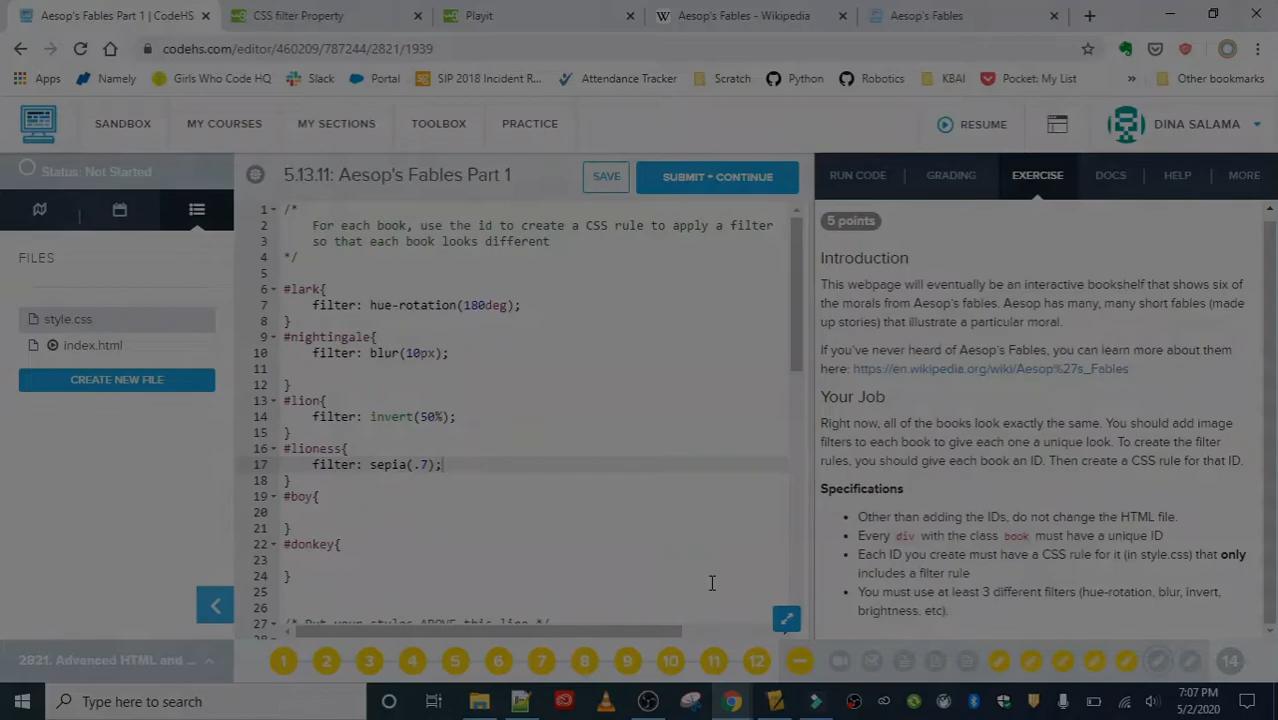 Aesop's Fables Part 1 | CodeHS
CSS filter Property
Playit
Aesop's Fables - Wikipedia
Aesop's Fables
codehs.com/editor/460209/787244/2821/1939
Apps
Namely
Girls Who Code HQ
Slack
Portal
SIP 2018 Incident R...
Attendance Tracker
Scratch
Python
Robotics
KBAI
Pocket: My List
»
Other bookmarks
SANDBOX
MY COURSES
MY SECTIONS
TOOLBOX
PRACTICE
RESUME
DINA SALAMA
Status: Not Started
5.13.11: Aesop's Fables Part 1
SAVE
SUBMIT + CONTINUE
RUN CODE
GRADING
EXERCISE
DOCS
HELP
MORE
FILES
style.css
index.html
CREATE NEW FILE
1 /*
2 For each book, use the id to create a CSS rule to apply a filter
3 so that each book looks different
4 */
5
6 #lark{
7 filter: hue-rotation(180deg);
8 }
9 #nightingale{
10 filter: blur(10px);
11
12 }
13 #lion{
14 filter: invert(50%);
15 }
16 #lioness{
17 filter: sepia(.7);
18 }
19 #boy{
20
21 }
22 #donkey{
23
24 }
25
26
27 /* Put your styles ABOVE this line */
28
5 points
Introduction
This webpage will eventually be an interactive bookshelf that shows six
of the morals from Aesop's fables. Aesop has many, many short fables (made
up stories) that illustrate a particular moral.
If you've never heard of Aesop's Fables, you can learn more about them
here: https://en.wikipedia.org/wiki/Aesop%27s_Fables
Your Job
Right now, all of the books look exactly the same. You should add image
filters to each book to give each one a unique look. To create the filter
rules, you should give each book an ID. Then create a CSS rule for that ID.
Specifications
• Other than adding the IDs, do not change the HTML file.
• Every div with the class book must have a unique ID
• Each ID you create must have a CSS rule for it (in style.css) that only
includes a filter rule
• You must use at least 3 different filters (hue-rotation, blur, invert,
brightness. etc).
2821. Advanced HTML and ...
1 2 3 4 5 6 7 8 9 10 11 12 14
Type here to search
7:07 PM
5/2/2020